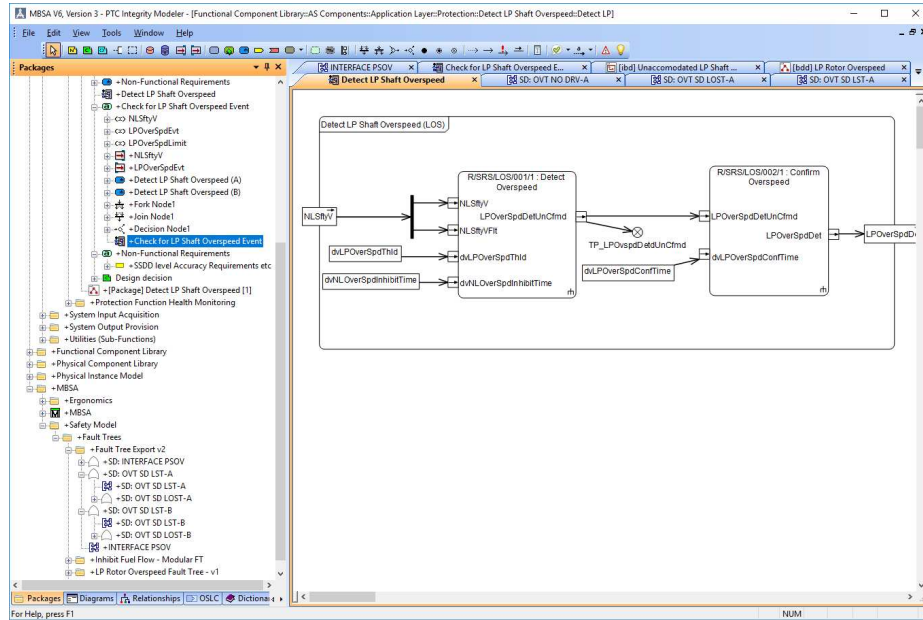 MBSA V6, Version 3 - PTC Integrity Modeler - [Functional Component Library::AS Components::Application Layer::Protection::Detect LP Shaft Overspeed::Detect LP]
File Edit View Tools Window Help
Packages
+Non-Functional Requirements
+Detect LP Shaft Overspeed
+Check for LP Shaft Overspeed Event
NLSftyV
LPOverSpdEvt
LPOverSpdLimit
+NLSftyV
+LPOverSpdEvt
+Detect LP Shaft Overspeed (A)
+Detect LP Shaft Overspeed (B)
+Fork Node1
+Join Node1
+Decision Node1
+Check for LP Shaft Overspeed Event
+Non-Functional Requirements
+SSDD level Accuracy Requirements etc
Design decision
+[Package] Detect LP Shaft Overspeed [1]
+Protection Function Health Monitoring
+System Input Acquisition
+System Output Provision
+Utilities (Sub-Functions)
+Functional Component Library
+Physical Component Library
+Physical Instance Model
+MBSA
+Ergonomics
+MBSA
+Safety Model
+Fault Trees
+Fault Tree Export v2
+SD: INTERFACE PSOV
+SD: OVT SD LST-A
+SD: OVT SD LST-A
+SD: OVT SD LOST-A
+SD: OVT SD LST-B
+SD: OVT SD LST-B
+SD: OVT SD LOST-B
+INTERFACE PSOV
+Inhibit Fuel Flow - Modular FT
+LP Rotor Overspeed Fault Tree - v1
Packages Diagrams Relationships OSLC Dictionar
INTERFACE PSOV Check for LP Shaft Overspeed E... [ibd] Unaccomodated LP Shaft ... [bdd] LP Rotor Overspeed
Detect LP Shaft Overspeed SD: OVT NO DRV-A SD: OVT SD LOST-A SD: OVT SD LST-A
Detect LP Shaft Overspeed (LOS)
R/SRS/LOS/001/1 : Detect
Overspeed
NLSftyV
NLSftyV
LPOverSpdDetUnCfmd
NLSftyVFlt
TP_LPOvspdDetdUnCfmd
dvLPOverSpdThld
dvLPOverSpdThld
dvNLOverSpdInhibitTime
dvNLOverSpdInhibitTime
R/SRS/LOS/002/1 : Confirm
Overspeed
LPOverSpdDetUnCfmd
LPOverSpdDet
LPOverSpdDe
dvLPOverSpdConfTime
dvLPOverSpdConfTime
For Help, press F1
NUM